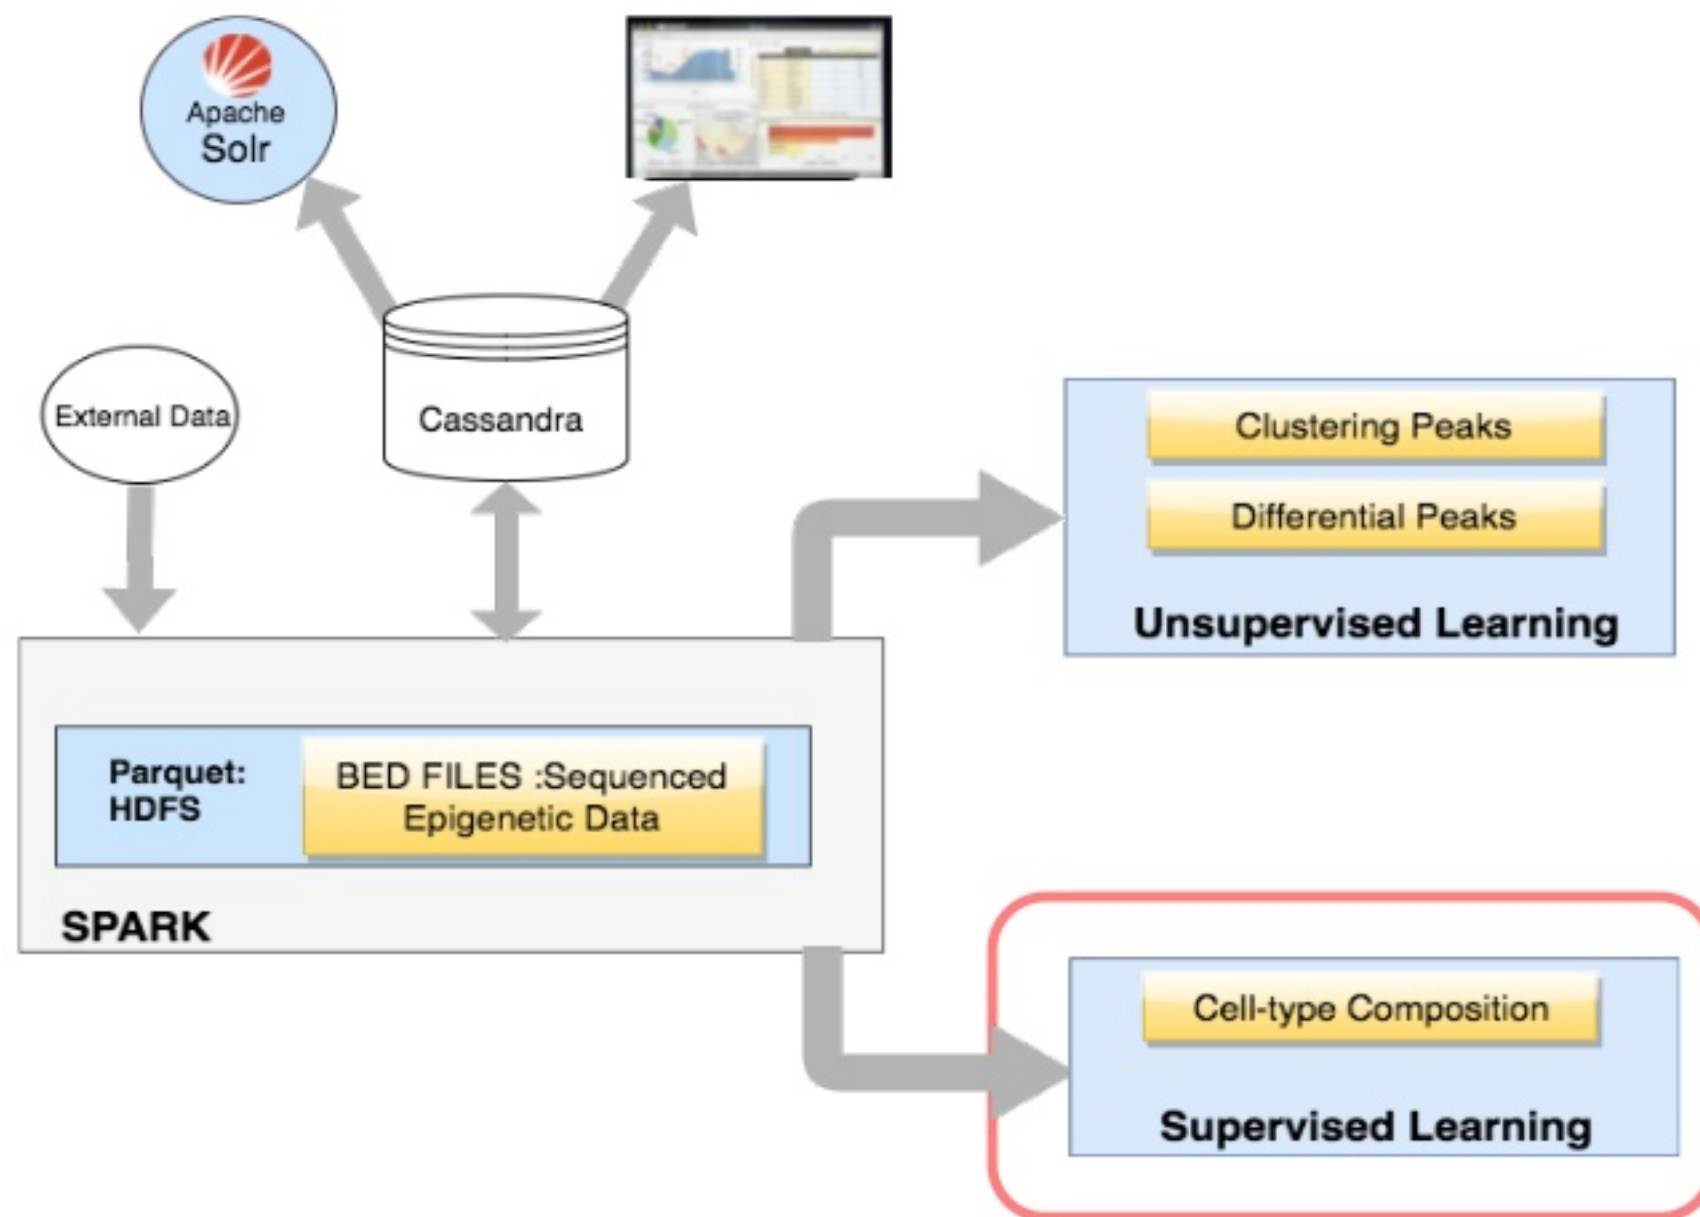 Apache
Solr
External Data
Cassandra
Clustering Peaks
Differential Peaks
Unsupervised Learning
Parquet:
HDFS
BED FILES :Sequenced
Epigenetic Data
SPARK
Cell-type Composition
Supervised Learning